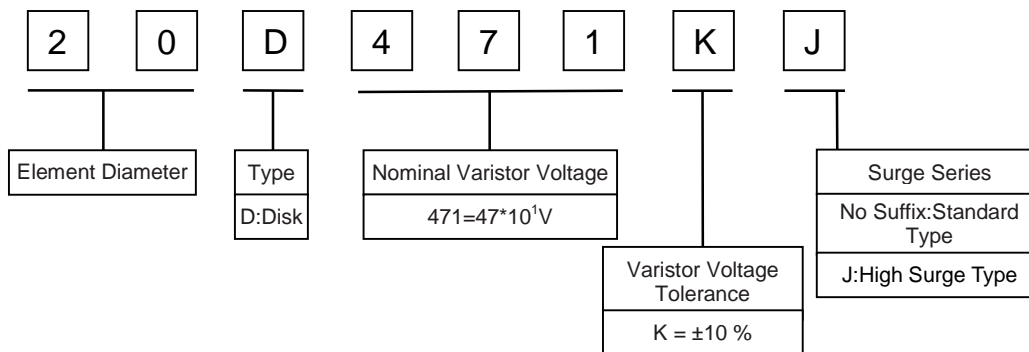 2 0 D 4 7 1 K J
Element Diameter
Type
D:Disk
Nominal Varistor Voltage
471=47*10¹V
Varistor Voltage
Tolerance
K = ±10 %
Surge Series
No Suffix:Standard
Type
J:High Surge Type